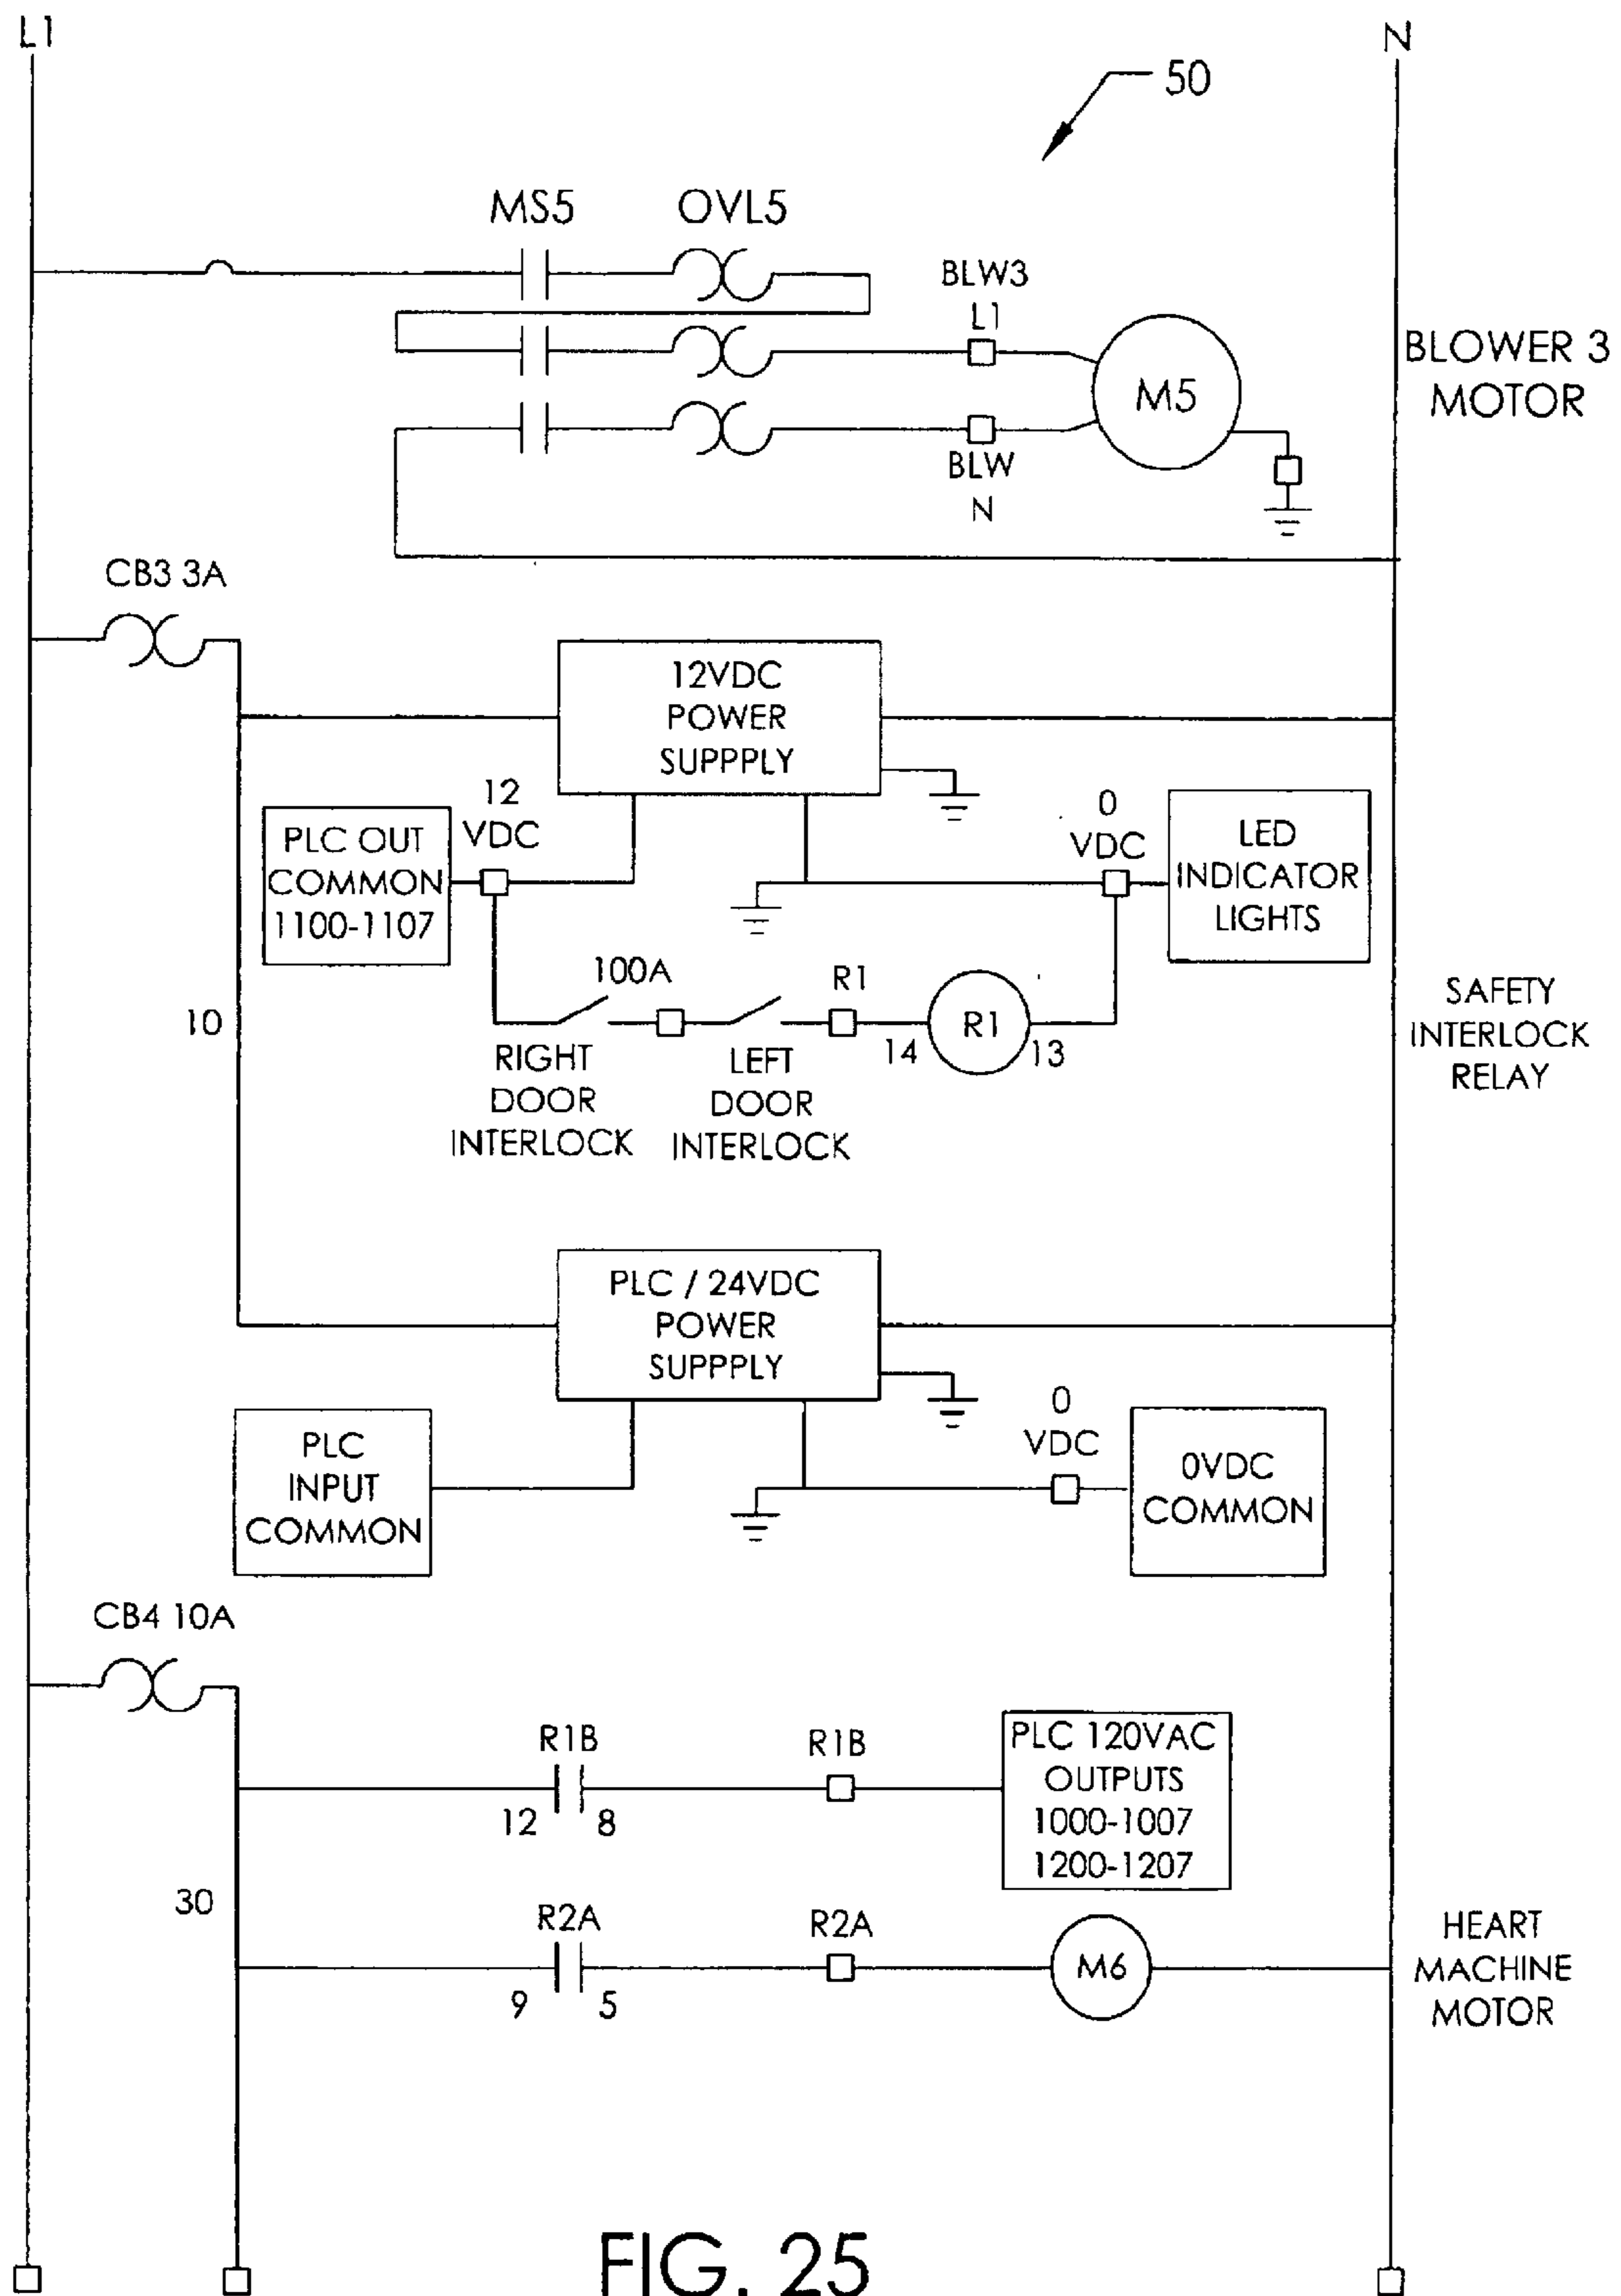 L1
N
50
MS5
OVL5
BLW3
L1
M5
BLOWER 3
MOTOR
BLW
N
CB3 3A
12VDC
POWER
SUPPPLY
12
VDC
PLC OUT
COMMON
1100-1107
0
VDC
LED
INDICATOR
LIGHTS
10
100A
R1
R1
14
13
RIGHT
DOOR
INTERLOCK
LEFT
DOOR
INTERLOCK
SAFETY
INTERLOCK
RELAY
PLC / 24VDC
POWER
SUPPPLY
PLC
INPUT
COMMON
0
VDC
0VDC
COMMON
CB4 10A
R1B
12
8
R1B
PLC 120VAC
OUTPUTS
1000-1007
1200-1207
30
R2A
9
5
R2A
M6
HEART
MACHINE
MOTOR
FIG. 25